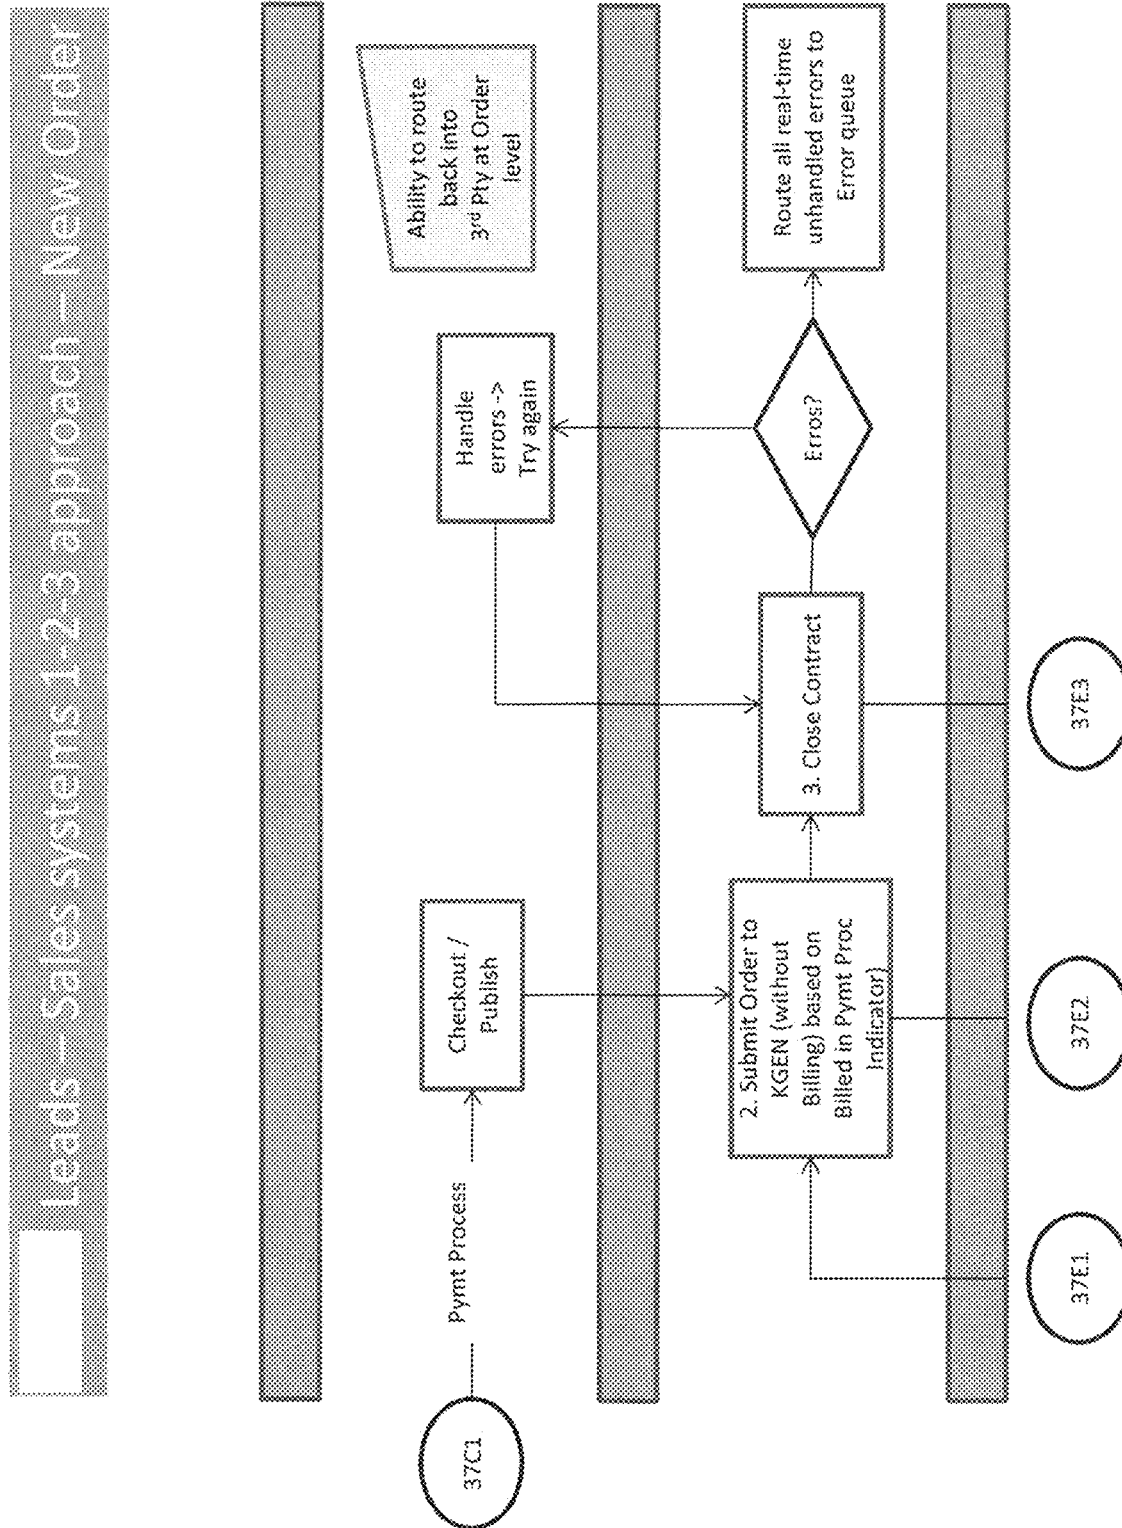 Leads – Sales systems 1-2-3 approach – New Order
37C1
Pymt Process
Checkout /
Publish
Handle
errors ->
Try again
Ability to route
back into
3rd Pty at Order
level
2. Submit Order to
KGEN (without
Billing) based on
Billed in Pymt Proc
Indicator)
3. Close Contract
Erros?
Route all real-time
unhandled errors to
Error queue
37E1
37E2
37E3